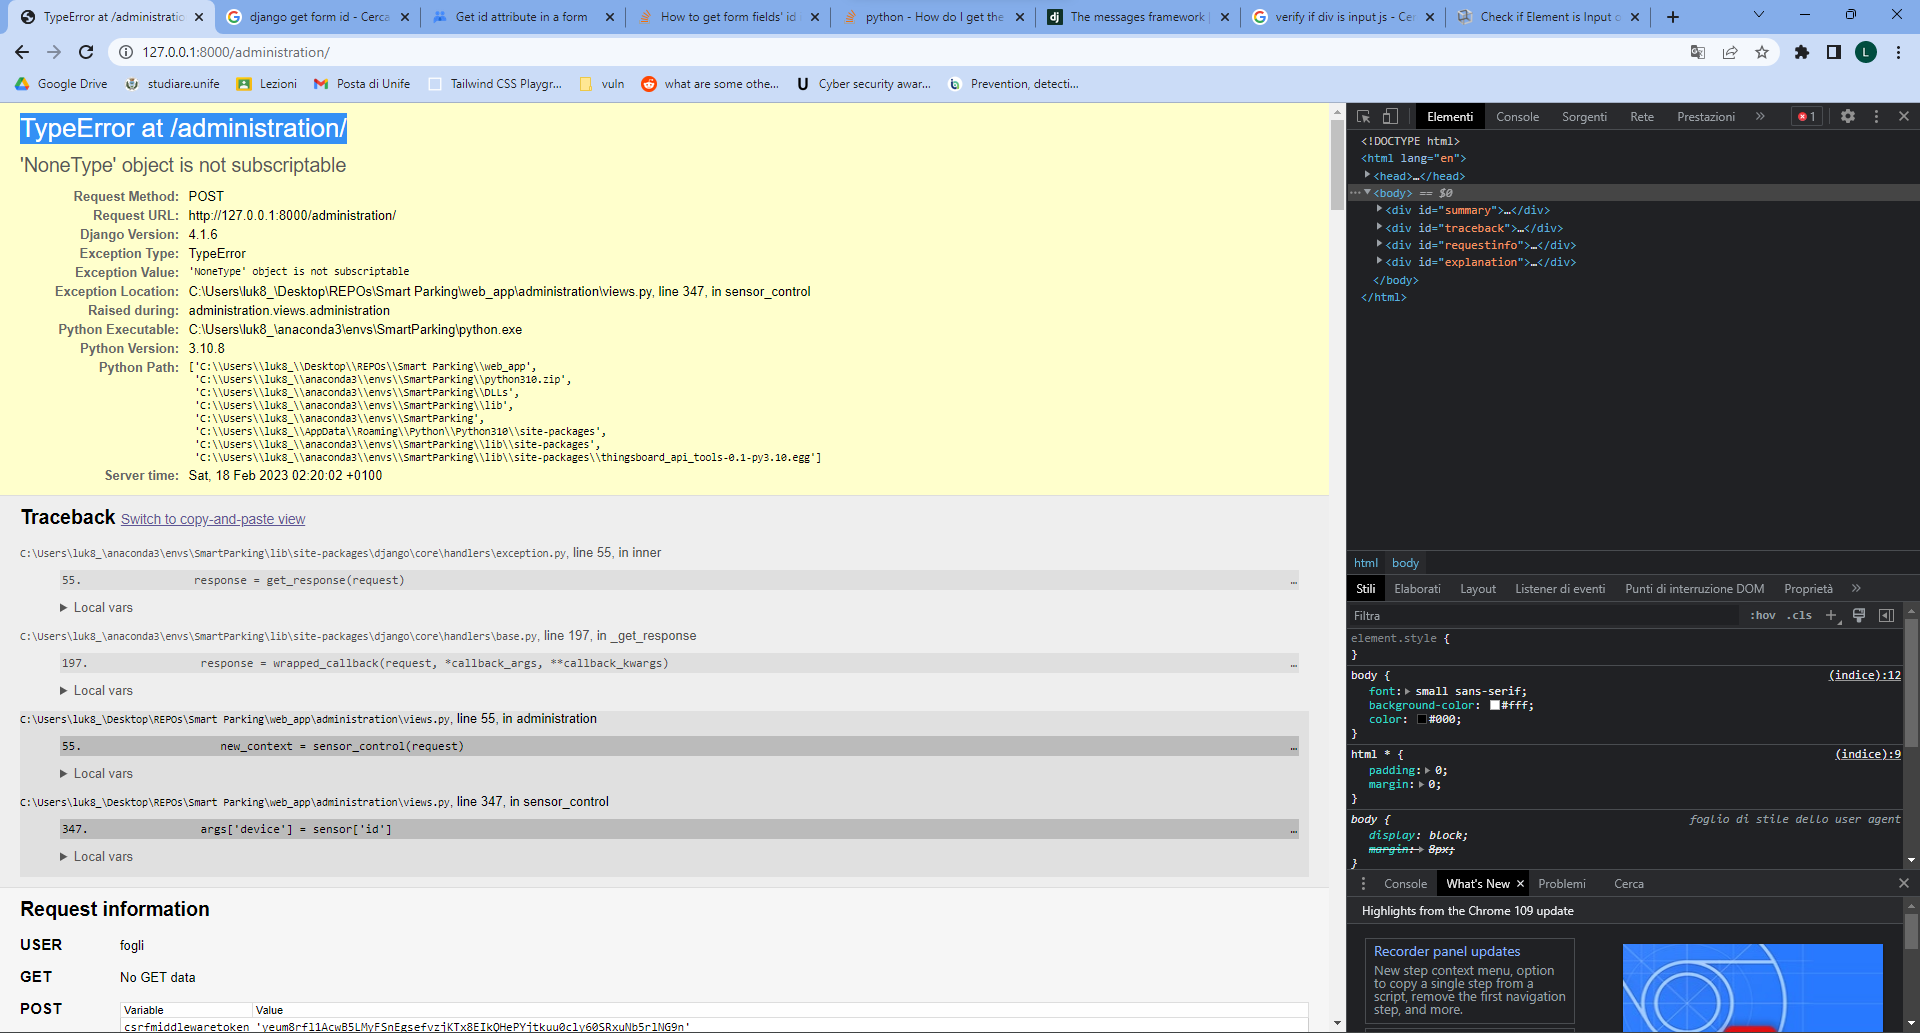 TypeError at /administratio
django get form id - Cerca
Get id attribute in a form
How to get form fields' id
python - How do I get the
The messages framework
verify if div is input js - Cer
Check if Element is Input o
127.0.0.1:8000/administration/
L
Google Drive
studiare.unife
Lezioni
Posta di Unife
Tailwind CSS Playgr...
vuln
what are some othe...
Cyber security awar...
Prevention, detecti...
TypeError at /administration/
'NoneType' object is not subscriptable
Request Method: POST
Request URL: http://127.0.0.1:8000/administration/
Django Version: 4.1.6
Exception Type: TypeError
Exception Value: 'NoneType' object is not subscriptable
Exception Location: C:\Users\luk8_\Desktop\REPOs\Smart Parking\web_app\administration\views.py, line 347, in sensor_control
Raised during: administration.views.administration
Python Executable: C:\Users\luk8_\anaconda3\envs\SmartParking\python.exe
Python Version: 3.10.8
Python Path: ['C:\\Users\\luk8_\\Desktop\\REPOs\\Smart Parking\\web_app',
'C:\\Users\\luk8_\\anaconda3\\envs\\SmartParking\\python310.zip',
'C:\\Users\\luk8_\\anaconda3\\envs\\SmartParking\\DLLs',
'C:\\Users\\luk8_\\anaconda3\\envs\\SmartParking\\lib',
'C:\\Users\\luk8_\\anaconda3\\envs\\SmartParking',
'C:\\Users\\luk8_\\AppData\\Roaming\\Python\\Python310\\site-packages',
'C:\\Users\\luk8_\\anaconda3\\envs\\SmartParking\\lib\\site-packages',
'C:\\Users\\luk8_\\anaconda3\\envs\\SmartParking\\lib\\site-packages\\thingsboard_api_tools-0.1-py3.10.egg']
Server time: Sat, 18 Feb 2023 02:20:02 +0100
Traceback Switch to copy-and-paste view
C:\Users\luk8_\anaconda3\envs\SmartParking\lib\site-packages\django\core\handlers\exception.py, line 55, in inner
55. response = get_response(request) …
Local vars
C:\Users\luk8_\anaconda3\envs\SmartParking\lib\site-packages\django\core\handlers\base.py, line 197, in _get_response
197. response = wrapped_callback(request, *callback_args, **callback_kwargs) …
Local vars
C:\Users\luk8_\Desktop\REPOs\Smart Parking\web_app\administration\views.py, line 55, in administration
55. new_context = sensor_control(request) …
Local vars
C:\Users\luk8_\Desktop\REPOs\Smart Parking\web_app\administration\views.py, line 347, in sensor_control
347. args['device'] = sensor['id'] …
Local vars
Request information
USER fogli
GET No GET data
POST Variable Value
csrfmiddlewaretoken 'yeum8rfl1AcwB5LMyFSnEgsefvzjKTx8EIkQHePYjtkuu0cly60SRxuNb5rlNG9n'
Elementi Console Sorgenti Rete Prestazioni » 1
<!DOCTYPE html>
<html lang="en">
<head>…</head>
<body> == $0
<div id="summary">…</div>
<div id="traceback">…</div>
<div id="requestinfo">…</div>
<div id="explanation">…</div>
</body>
</html>
html body
Stili Elaborati Layout Listener di eventi Punti di interruzione DOM Proprietà »
Filtra :hov .cls
element.style {
}
body { (indice):12
font: small sans-serif;
background-color: #fff;
color: #000;
}
html * { (indice):9
padding: 0;
margin: 0;
}
body { foglio di stile dello user agent
display: block;
margin: 8px;
}
Console What's New Problemi Cerca
Highlights from the Chrome 109 update
Recorder panel updates
New step context menu, option
to copy a single step from a
script, remove the first navigation
step, and more.